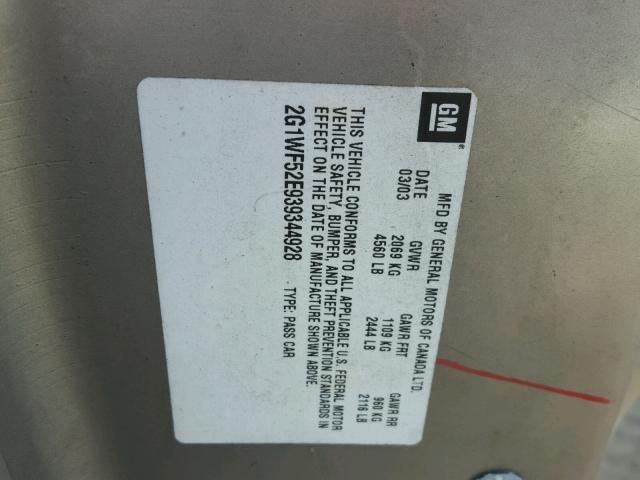 GM
MFD BY GENERAL MOTORS OF CANADA LTD.
DATE GVWR GAWR FRT GAWR RR
03/03 2069 KG 1109 KG 960 KG
4560 LB 2444 LB 2116 LB
THIS VEHICLE CONFORMS TO ALL APPLICABLE U.S. FEDERAL MOTOR
VEHICLE SAFETY, BUMPER, AND THEFT PREVENTION STANDARDS IN
EFFECT ON THE DATE OF MANUFACTURE SHOWN ABOVE.
2G1WF52E939344928 TYPE: PASS CAR